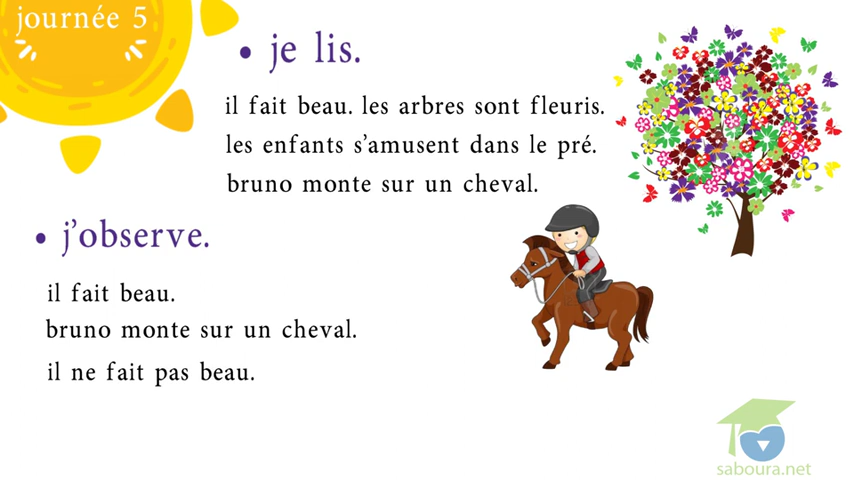 journée 5
• je lis.
il fait beau. les arbres sont fleuris.
les enfants s'amusent dans le pré.
bruno monte sur un cheval.
• j'observe.
il fait beau.
bruno monte sur un cheval.
il ne fait pas beau.
saboura.net